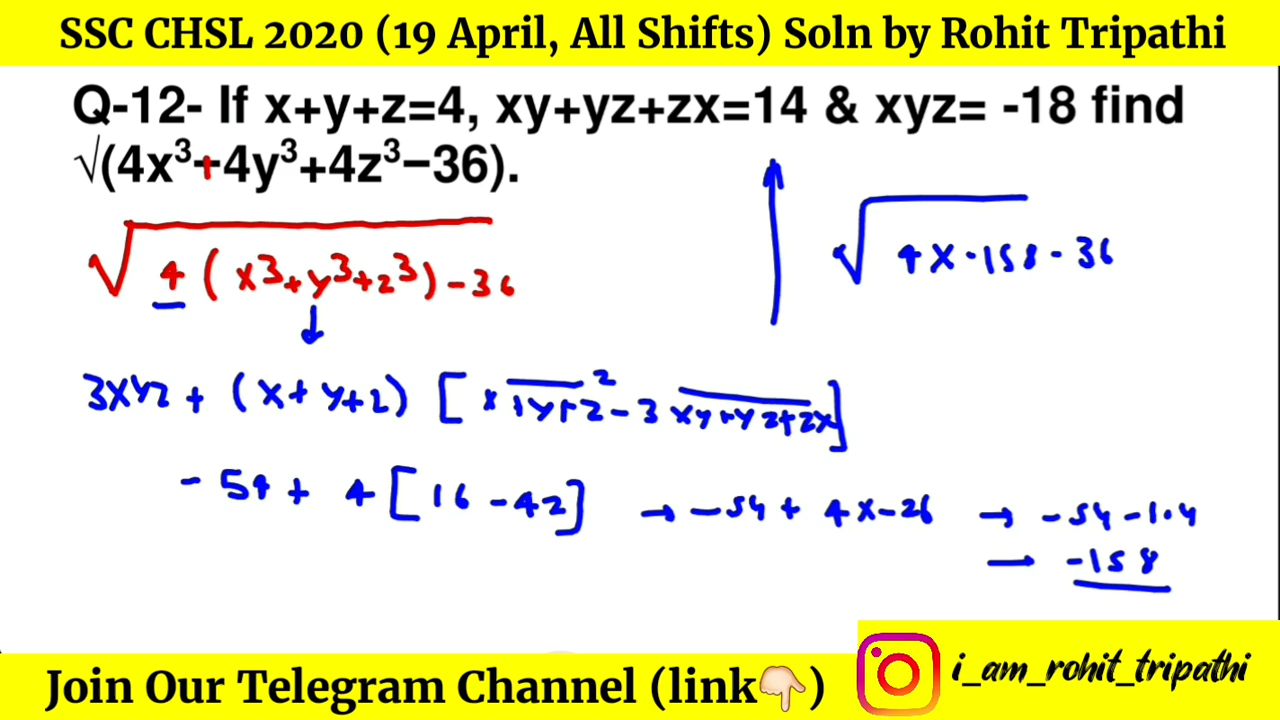 SSC CHSL 2020 (19 April, All Shifts) Soln by Rohit Tripathi
Q-12- If x+y+z=4, xy+yz+zx=14 & xyz= -18 find
√(4x³+4y³+4z³−36).
√4(x³+y³+z³)-36
√4x-158-36
↓
3xyz + (x+y+z) [x+y+z² - 3 xy+yz+zx]
-54 + 4[16-42] → -54 + 4x-26 → -54-104
→ -158
i_am_rohit_tripathi
Join Our Telegram Channel (link👇)